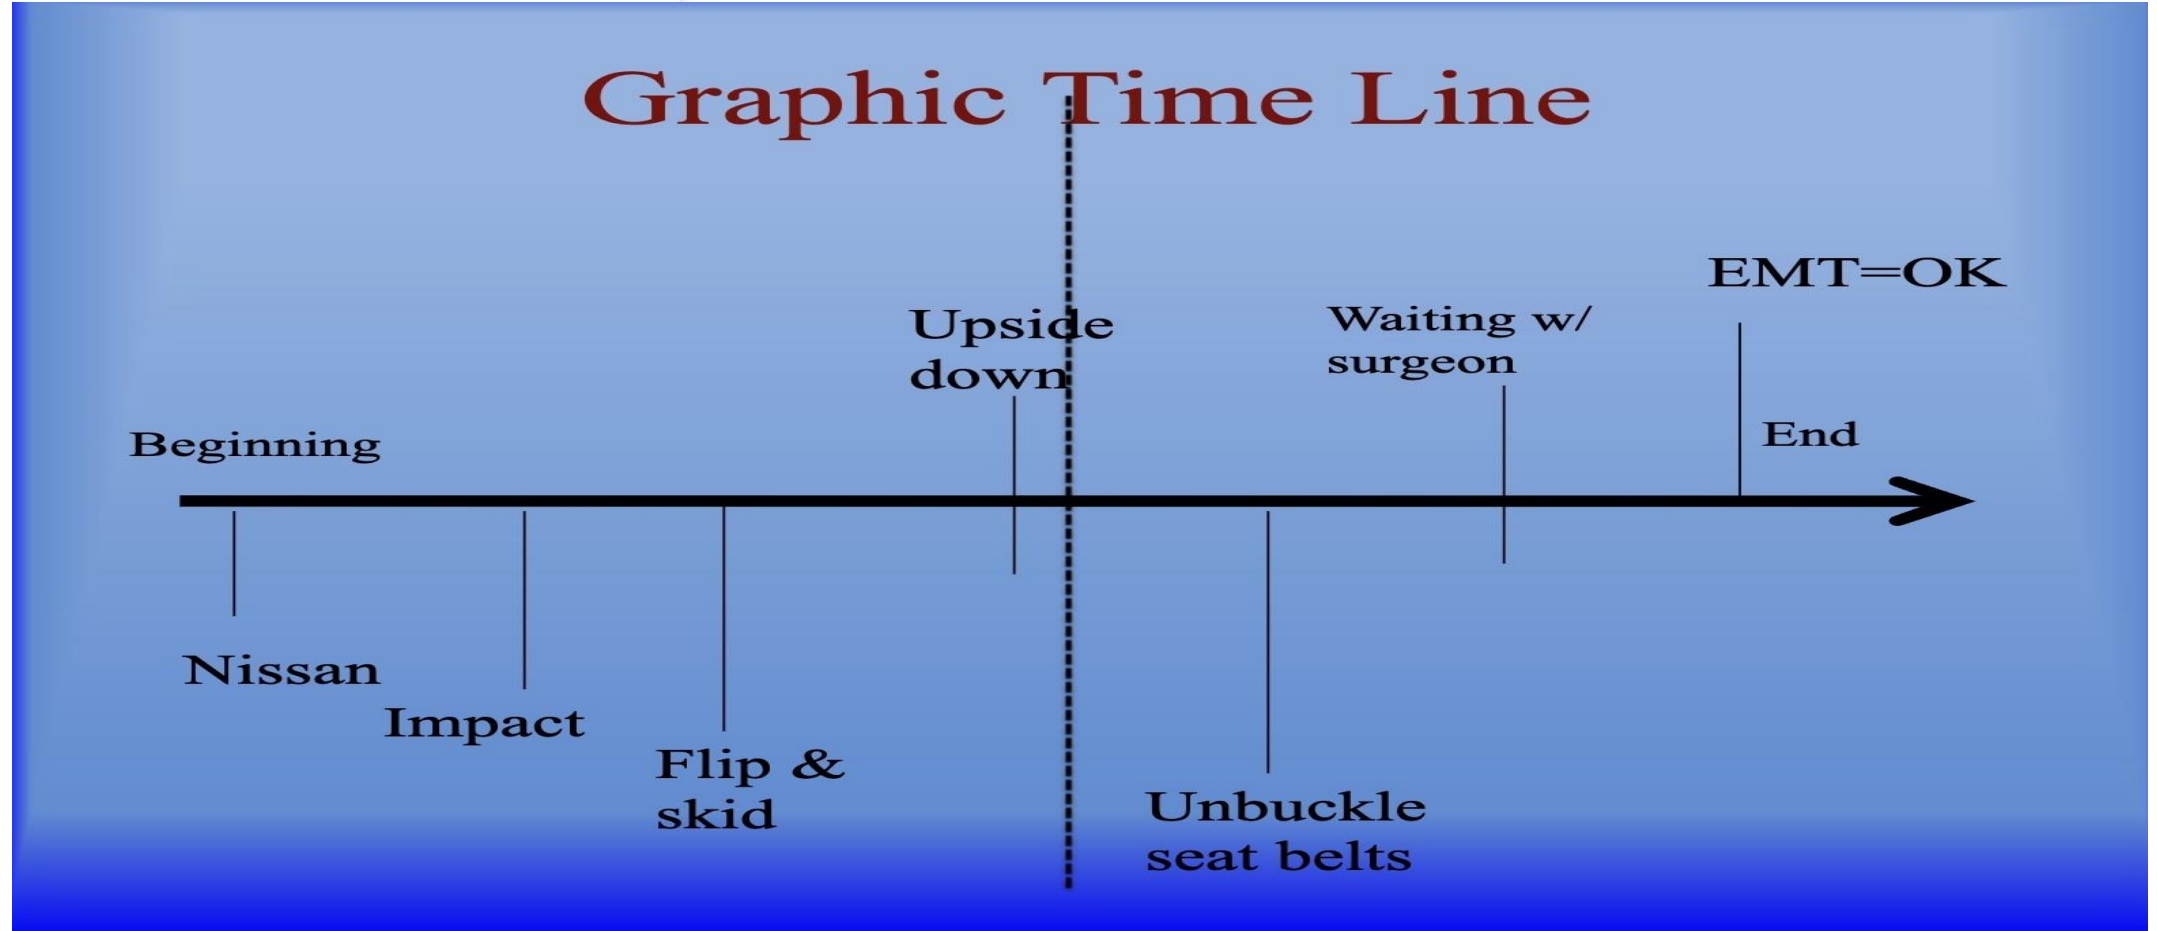 Graphic Time Line
EMT=OK
Upside
down
Waiting w/
surgeon
Beginning
End
Nissan
Impact
Flip &
skid
Unbuckle
seat belts